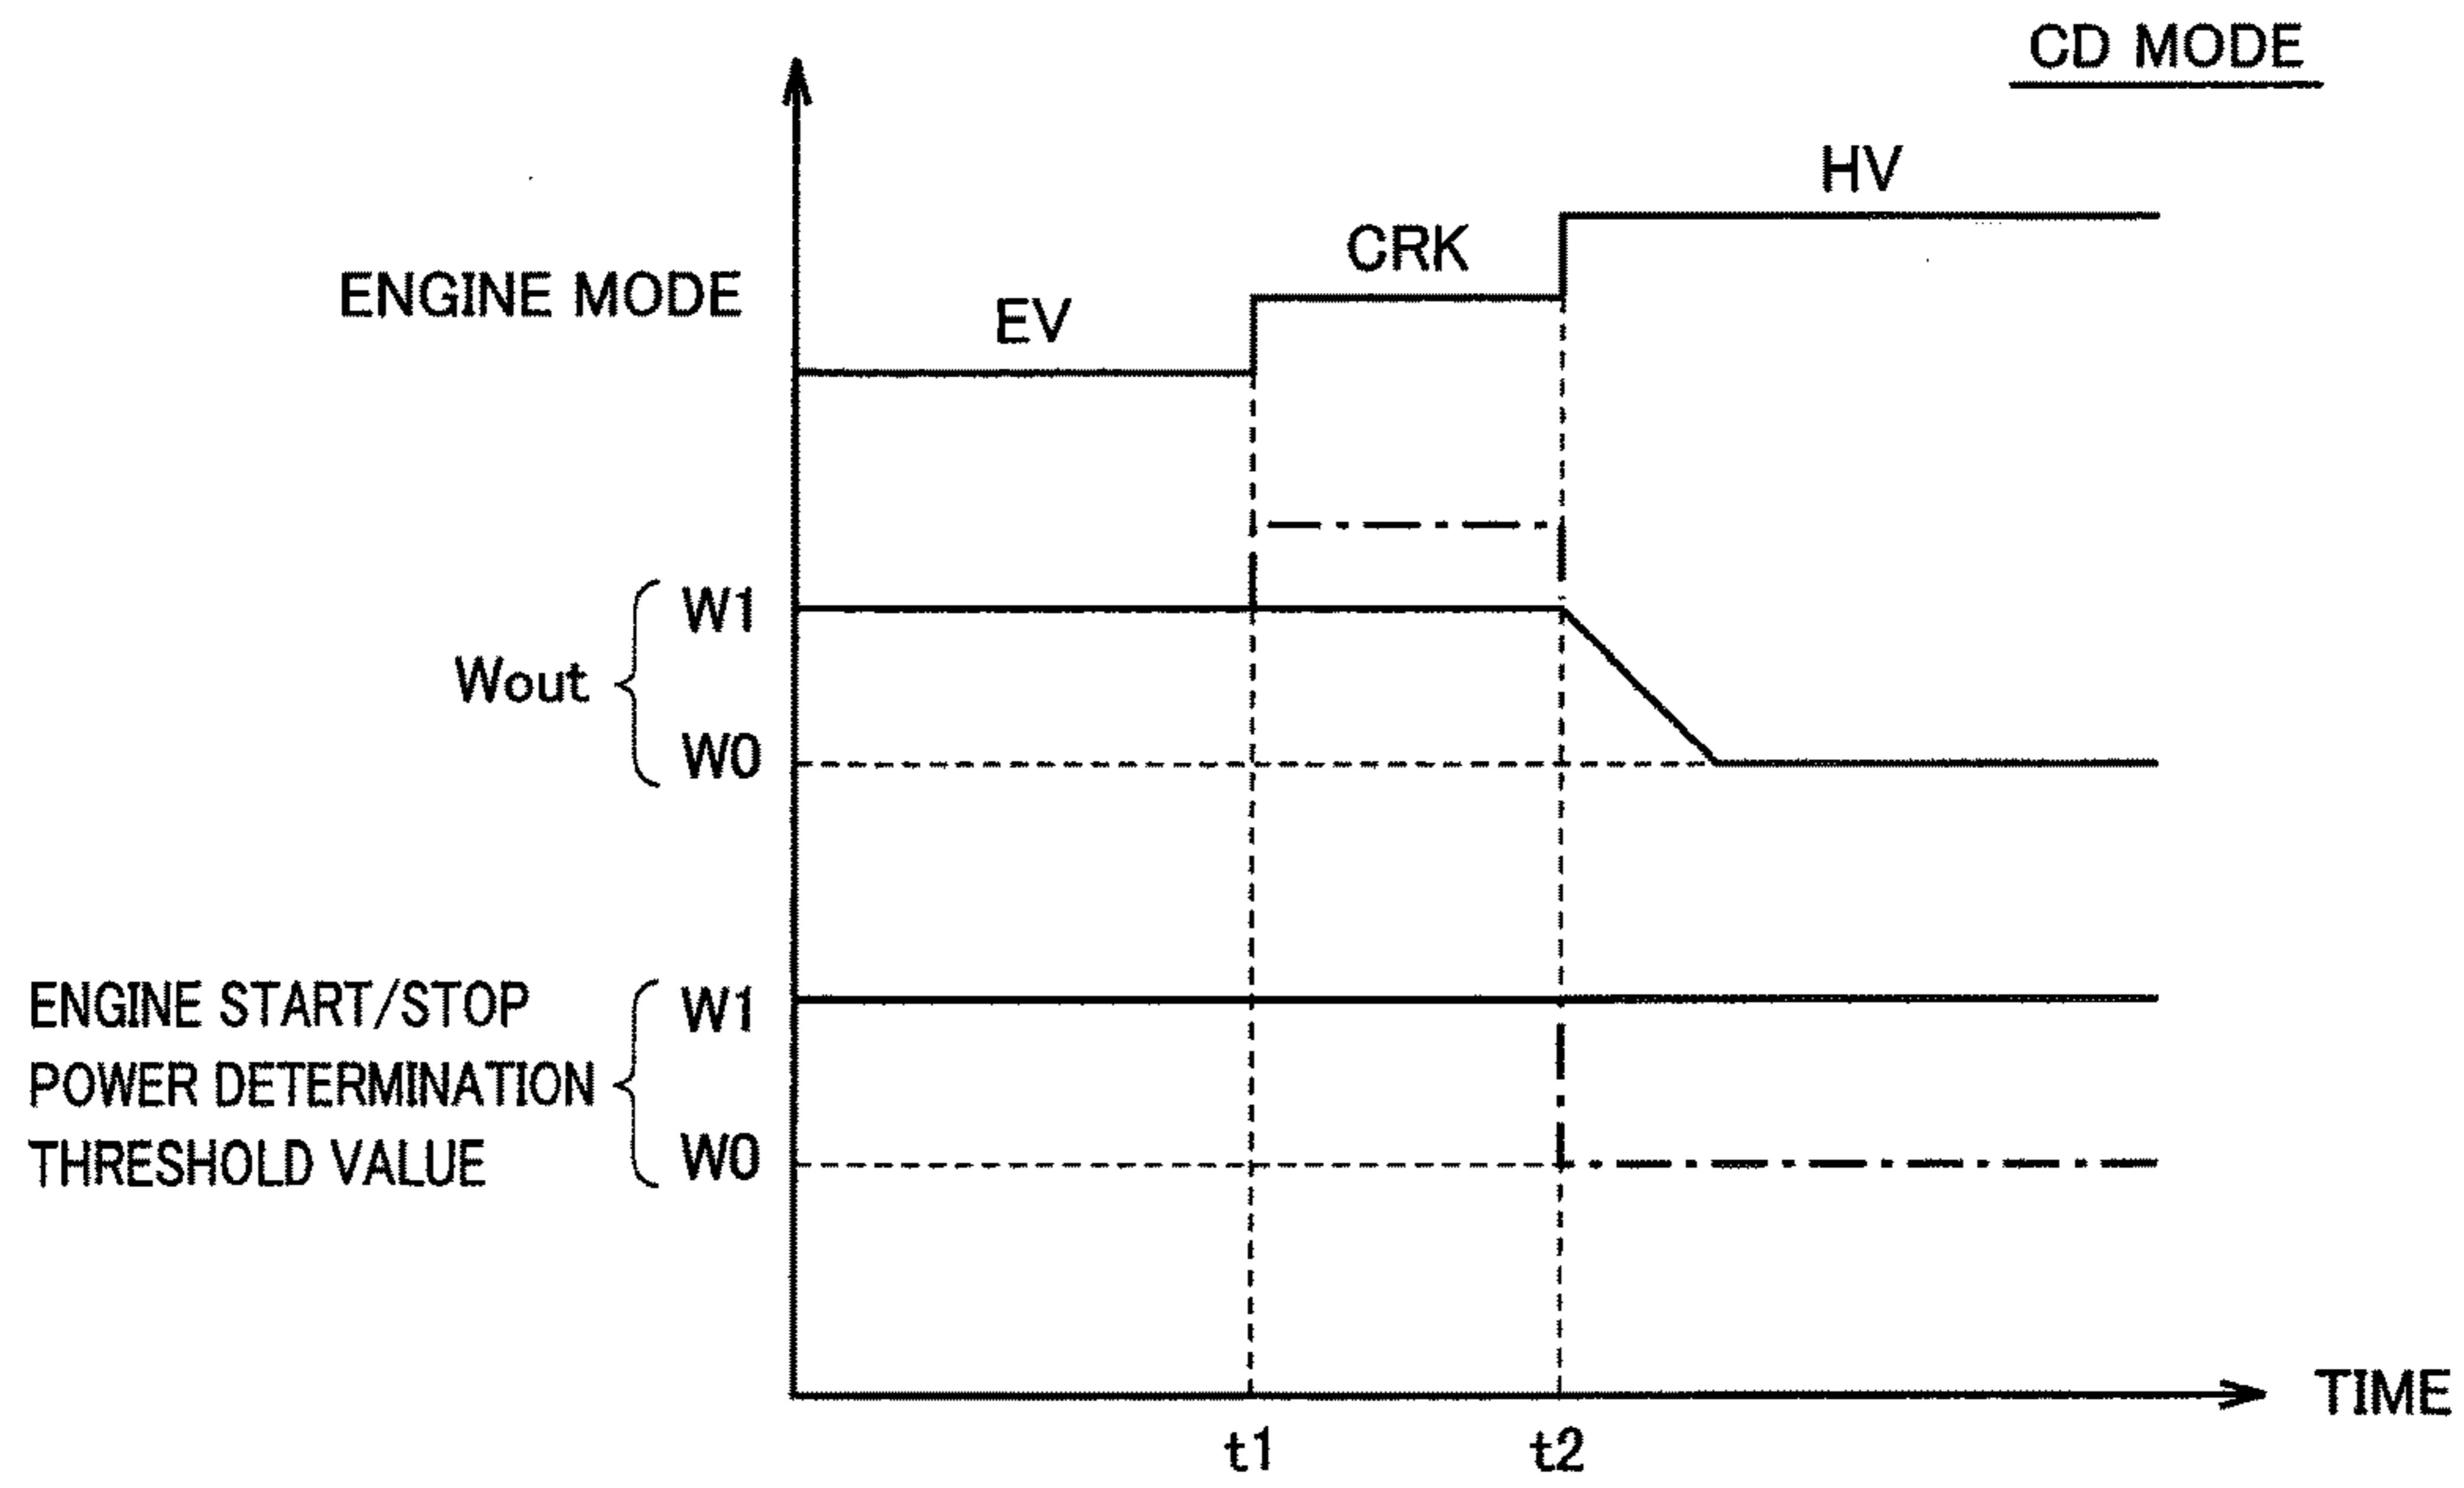 CD MODE
HV
CRK
ENGINE MODE
EV
W1
Wout
W0
ENGINE START/STOP
POWER DETERMINATION
THRESHOLD VALUE
W1
W0
TIME
t1
t2